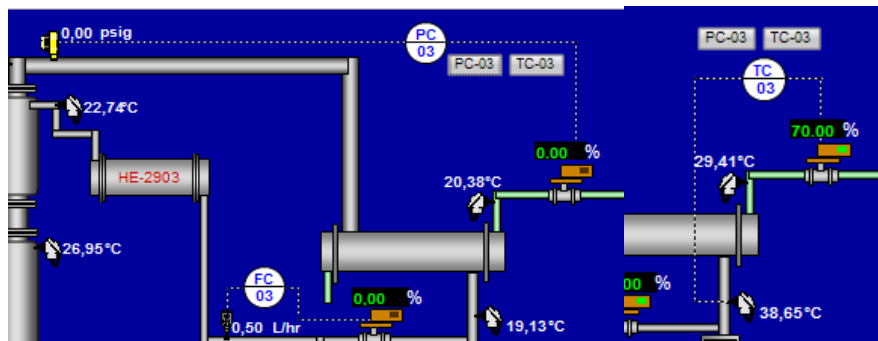 0,00 psig
PC
03
PC-03 TC-03
22,74°C
HE-2903
0.00 %
20,38°C
26,95°C
FC
03
0,00 %
0,50 L/hr
19,13°C
PC-03 TC-03
TC
03
70.00 %
29,41°C
00 %
38,65°C